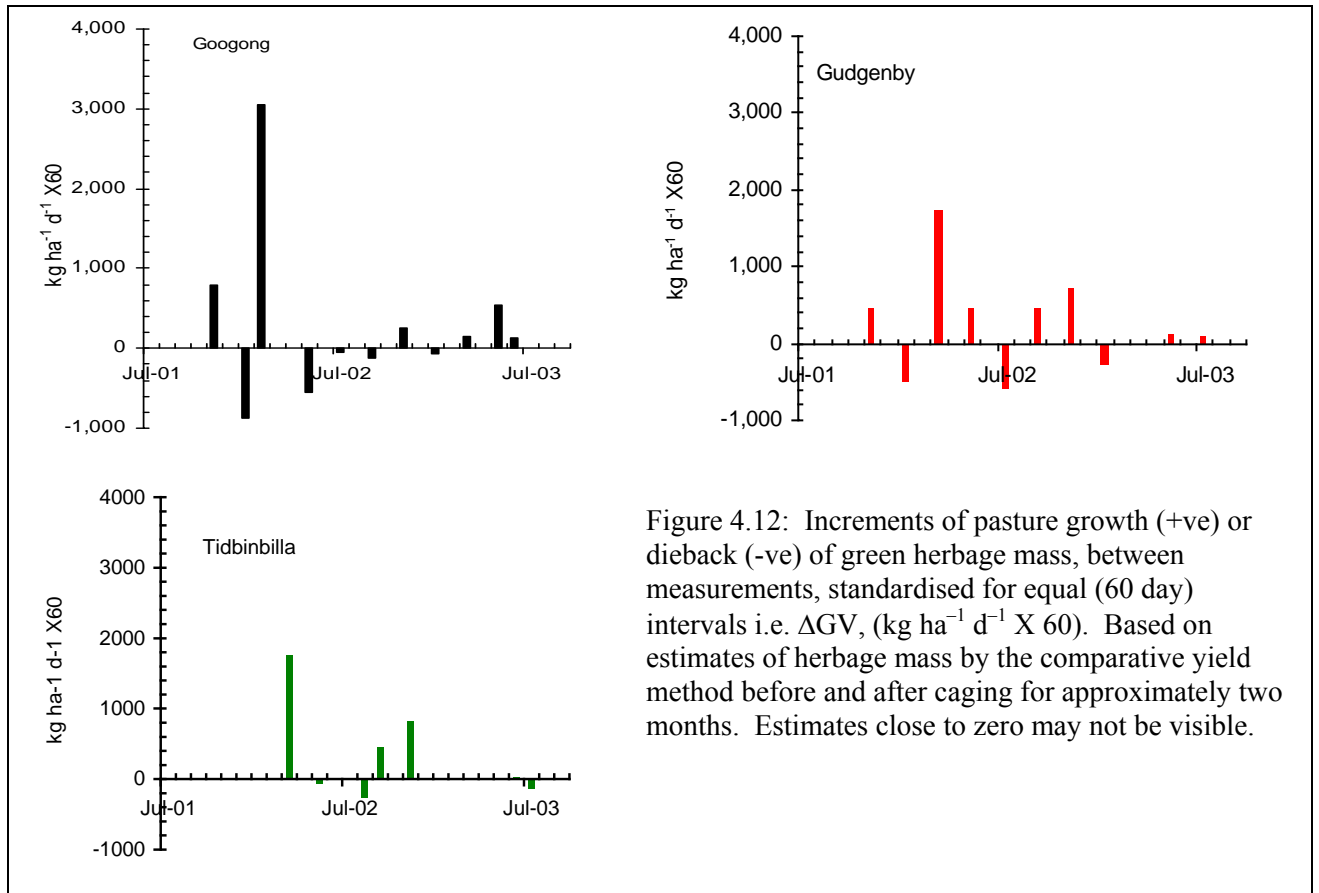 Googong
kg ha-1 d-1 X60
4,000
3,000
2,000
1,000
0
-1,000
Jul-01
Jul-02
Jul-03
Gudgenby
kg ha-1 d-1 X60
4,000
3,000
2,000
1,000
0
-1,000
Jul-01
Jul-02
Jul-03
Tidbinbilla
kg ha-1 d-1 X60
4000
3000
2000
1000
0
-1000
Jul-01
Jul-02
Jul-03
Figure 4.12: Increments of pasture growth (+ve) or
dieback (-ve) of green herbage mass, between
measurements, standardised for equal (60 day)
intervals i.e. ΔGV, (kg ha–1 d–1 X 60). Based on
estimates of herbage mass by the comparative yield
method before and after caging for approximately two
months. Estimates close to zero may not be visible.